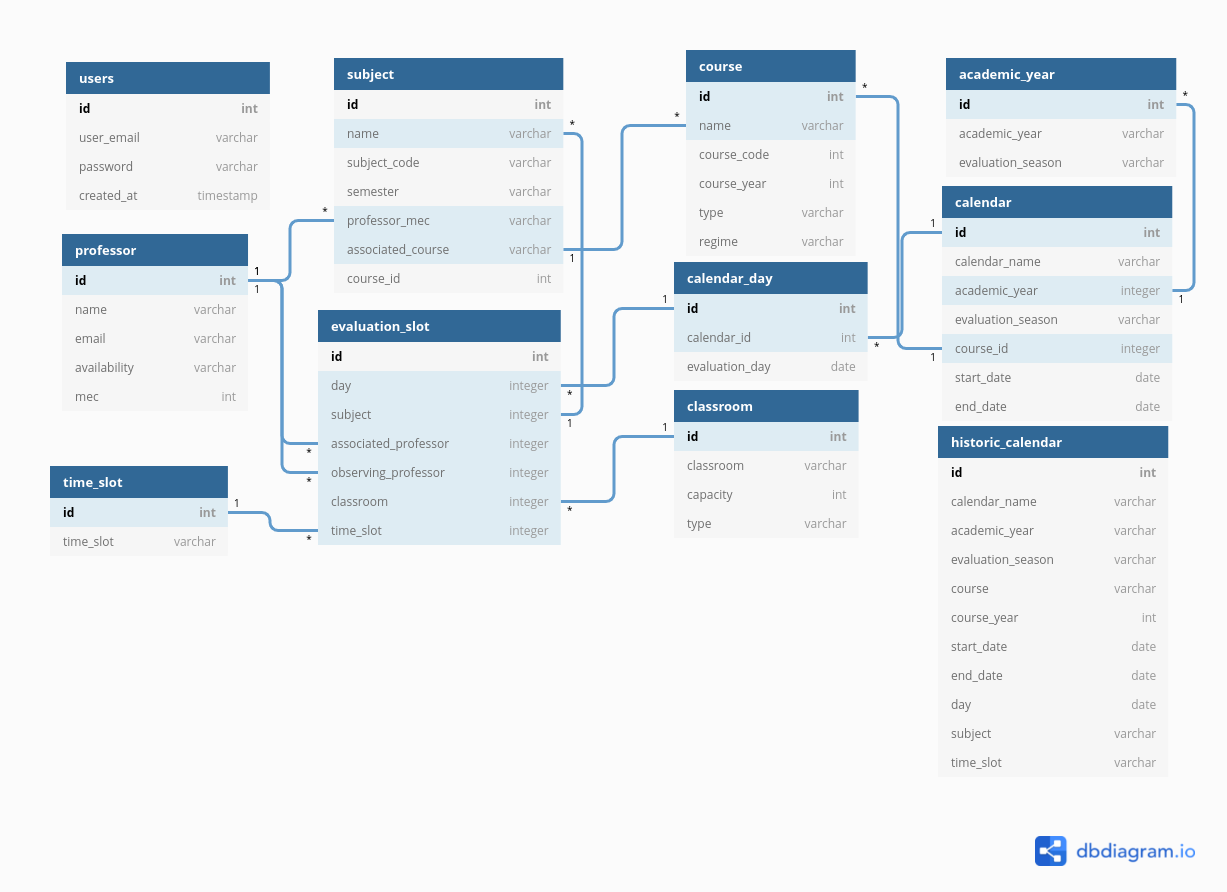 users
id int
user_email varchar
password varchar
created_at timestamp
professor
id int
name varchar
email varchar
availability varchar
mec int
time_slot
id int
time_slot varchar
subject
id int
name varchar
subject_code varchar
semester varchar
professor_mec varchar
associated_course varchar
course_id int
evaluation_slot
id int
day integer
subject integer
associated_professor integer
observing_professor integer
classroom integer
time_slot integer
course
id int
name varchar
course_code int
course_year int
type varchar
regime varchar
calendar_day
id int
calendar_id int
evaluation_day date
classroom
id int
classroom varchar
capacity int
type varchar
academic_year
id int
academic_year varchar
evaluation_season varchar
calendar
id int
calendar_name varchar
academic_year integer
evaluation_season varchar
course_id integer
start_date date
end_date date
historic_calendar
id int
calendar_name varchar
academic_year varchar
evaluation_season varchar
course varchar
course_year int
start_date date
end_date date
day date
subject varchar
time_slot varchar
1
*
1
*
*
1
*
*
1
*
1
1
*
1
*
1
*
*
1
*
1
dbdiagram.io